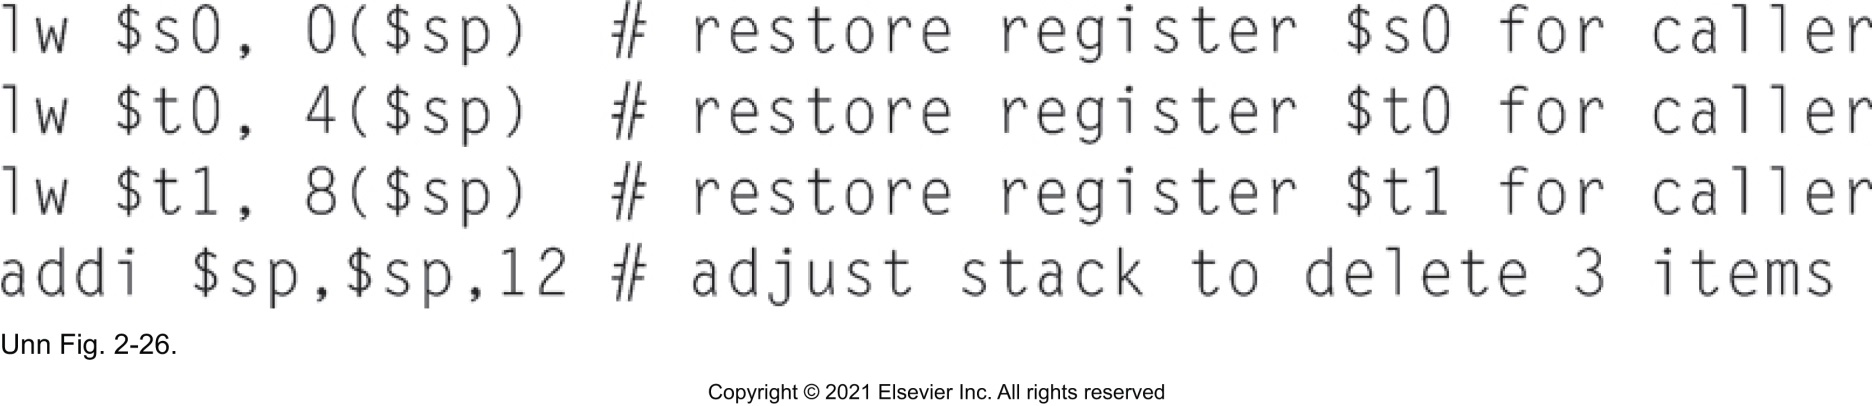 lw $s0, 0($sp) # restore register $s0 for caller
lw $t0, 4($sp) # restore register $t0 for caller
lw $t1, 8($sp) # restore register $t1 for caller
addi $sp,$sp,12 # adjust stack to delete 3 items
Unn Fig. 2-26.
Copyright © 2021 Elsevier Inc. All rights reserved